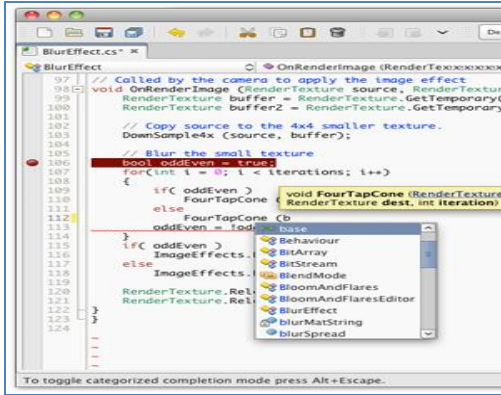 De
BlurEffect.cs* ×
BlurEffect
OnRenderImage (RenderTex
97 // Called by the camera to apply the image effect
98 void OnRenderImage (RenderTexture source, RenderTextur
99 RenderTexture buffer = RenderTexture.GetTemporary(
100 RenderTexture buffer2 = RenderTexture.GetTemporary
101
102 // Copy source to the 4x4 smaller texture.
103 DownSample4x (source, buffer);
104
105 // Blur the small texture
106 bool oddEven = true;
107 for(int i = 0; i < iterations; i++)
108 {
109 if( oddEven )
110 FourTapCone (
111 else
112 FourTapCone (b
113 oddEven = !od
114 }
115 if( oddEven )
116 ImageEffects.
117 else
118 ImageEffects.
119
120 RenderTexture.Rel
121 RenderTexture.Rel
122 }
123 }
124
void FourTapCone (RenderTexture
RenderTexture dest, int iteration)
base
Behaviour
BitArray
BitStream
BlendMode
BloomAndFlares
BloomAndFlaresEditor
BlurEffect
blurMatString
blurSpread
To toggle categorized completion mode press Alt+Escape.